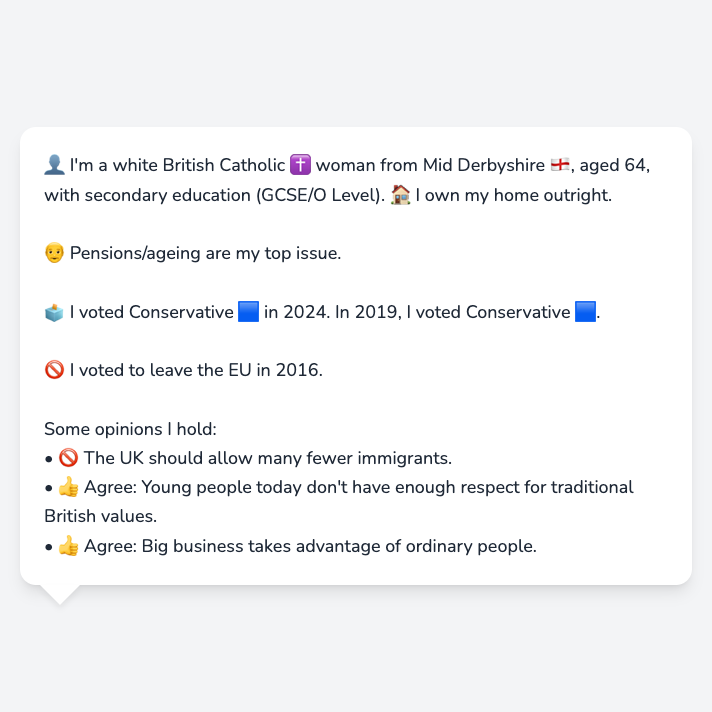 👤 I'm a white British Catholic ✝️ woman from Mid Derbyshire 🏴󠁧󠁢󠁥󠁮󠁧󠁿, aged 64,
with secondary education (GCSE/O Level). 🏠 I own my home outright.
🧓 Pensions/ageing are my top issue.
🗳️ I voted Conservative 🟦 in 2024. In 2019, I voted Conservative 🟦.
🚫 I voted to leave the EU in 2016.
Some opinions I hold:
• 🚫 The UK should allow many fewer immigrants.
• 👍 Agree: Young people today don't have enough respect for traditional
British values.
• 👍 Agree: Big business takes advantage of ordinary people.